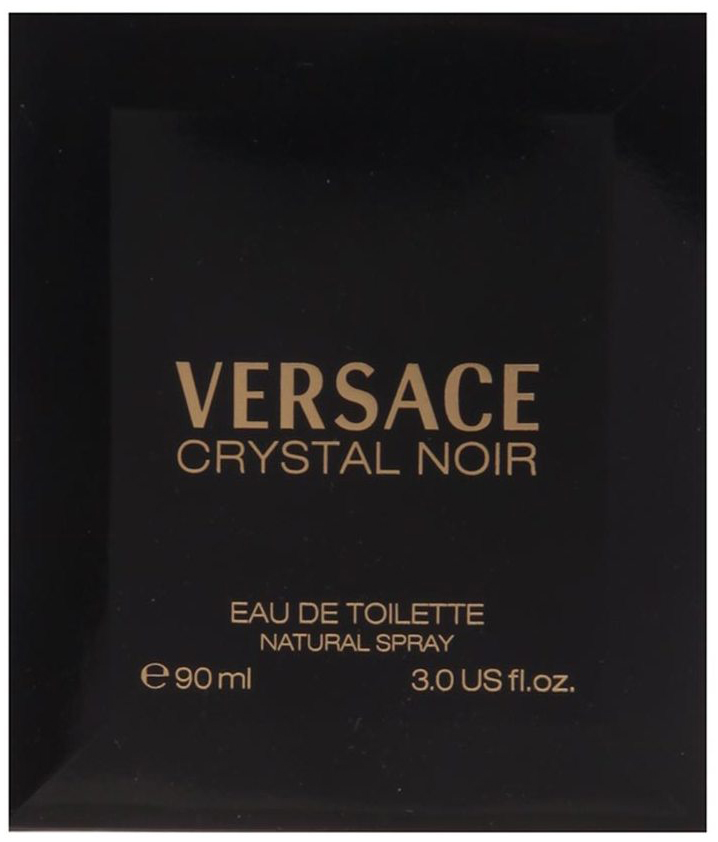 VERSACE
CRYSTAL NOIR
EAU DE TOILETTE
NATURAL SPRAY
℮ 90 ml 3.0 US fl.oz.